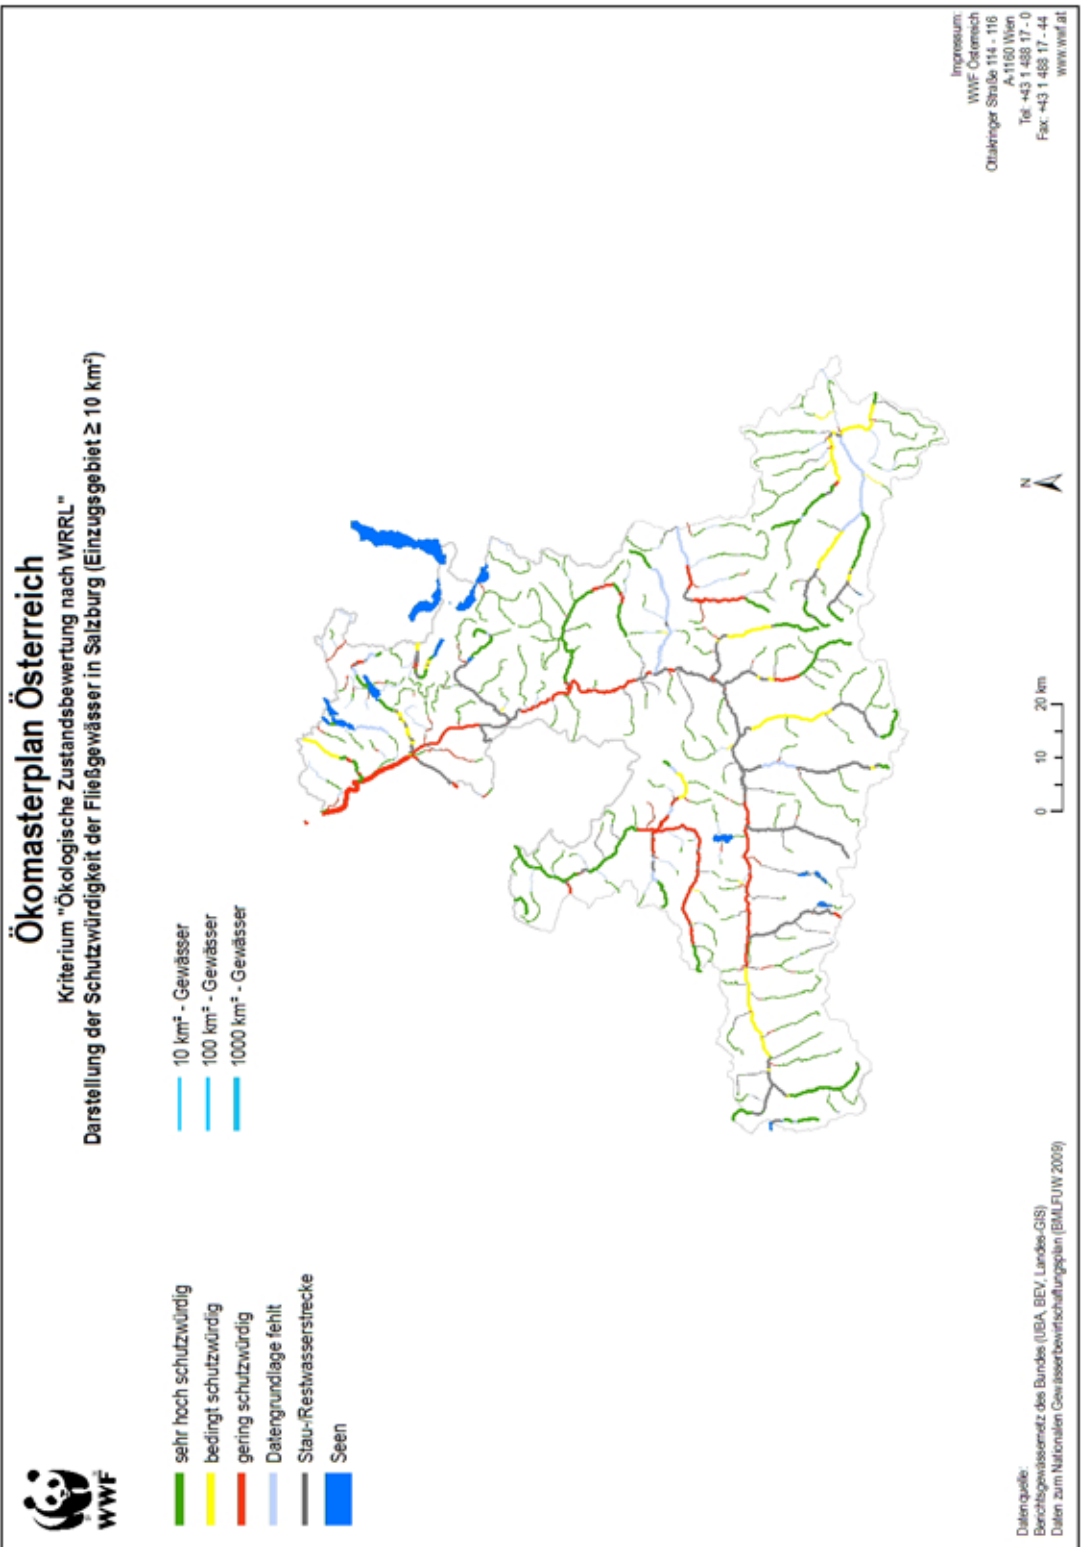 Ökomasterplan Österreich
Kriterium "Ökologische Zustandsbewertung nach WRRL"
Darstellung der Schutzwürdigkeit der Fließgewässer in Salzburg (Einzugsgebiet ≥ 10 km²)
WWF
sehr hoch schutzwürdig
bedingt schutzwürdig
gering schutzwürdig
Datengrundlage fehlt
Stau-/Restwasserstrecke
Seen
10 km² - Gewässer
100 km² - Gewässer
1000 km² - Gewässer
N
0 10 20 km
Datenquelle:
Berichtsgewässernetz des Bundes (UBA, BEV, Landes-GIS)
Daten zum Nationalen Gewässerbewirtschaftungsplan (BMLFUW 2009)
Impressum:
WWF Österreich
Ottakringer Straße 114 - 116
A-1160 Wien
Tel: +43 1 488 17 - 0
Fax: +43 1 488 17 - 44
www.wwf.at